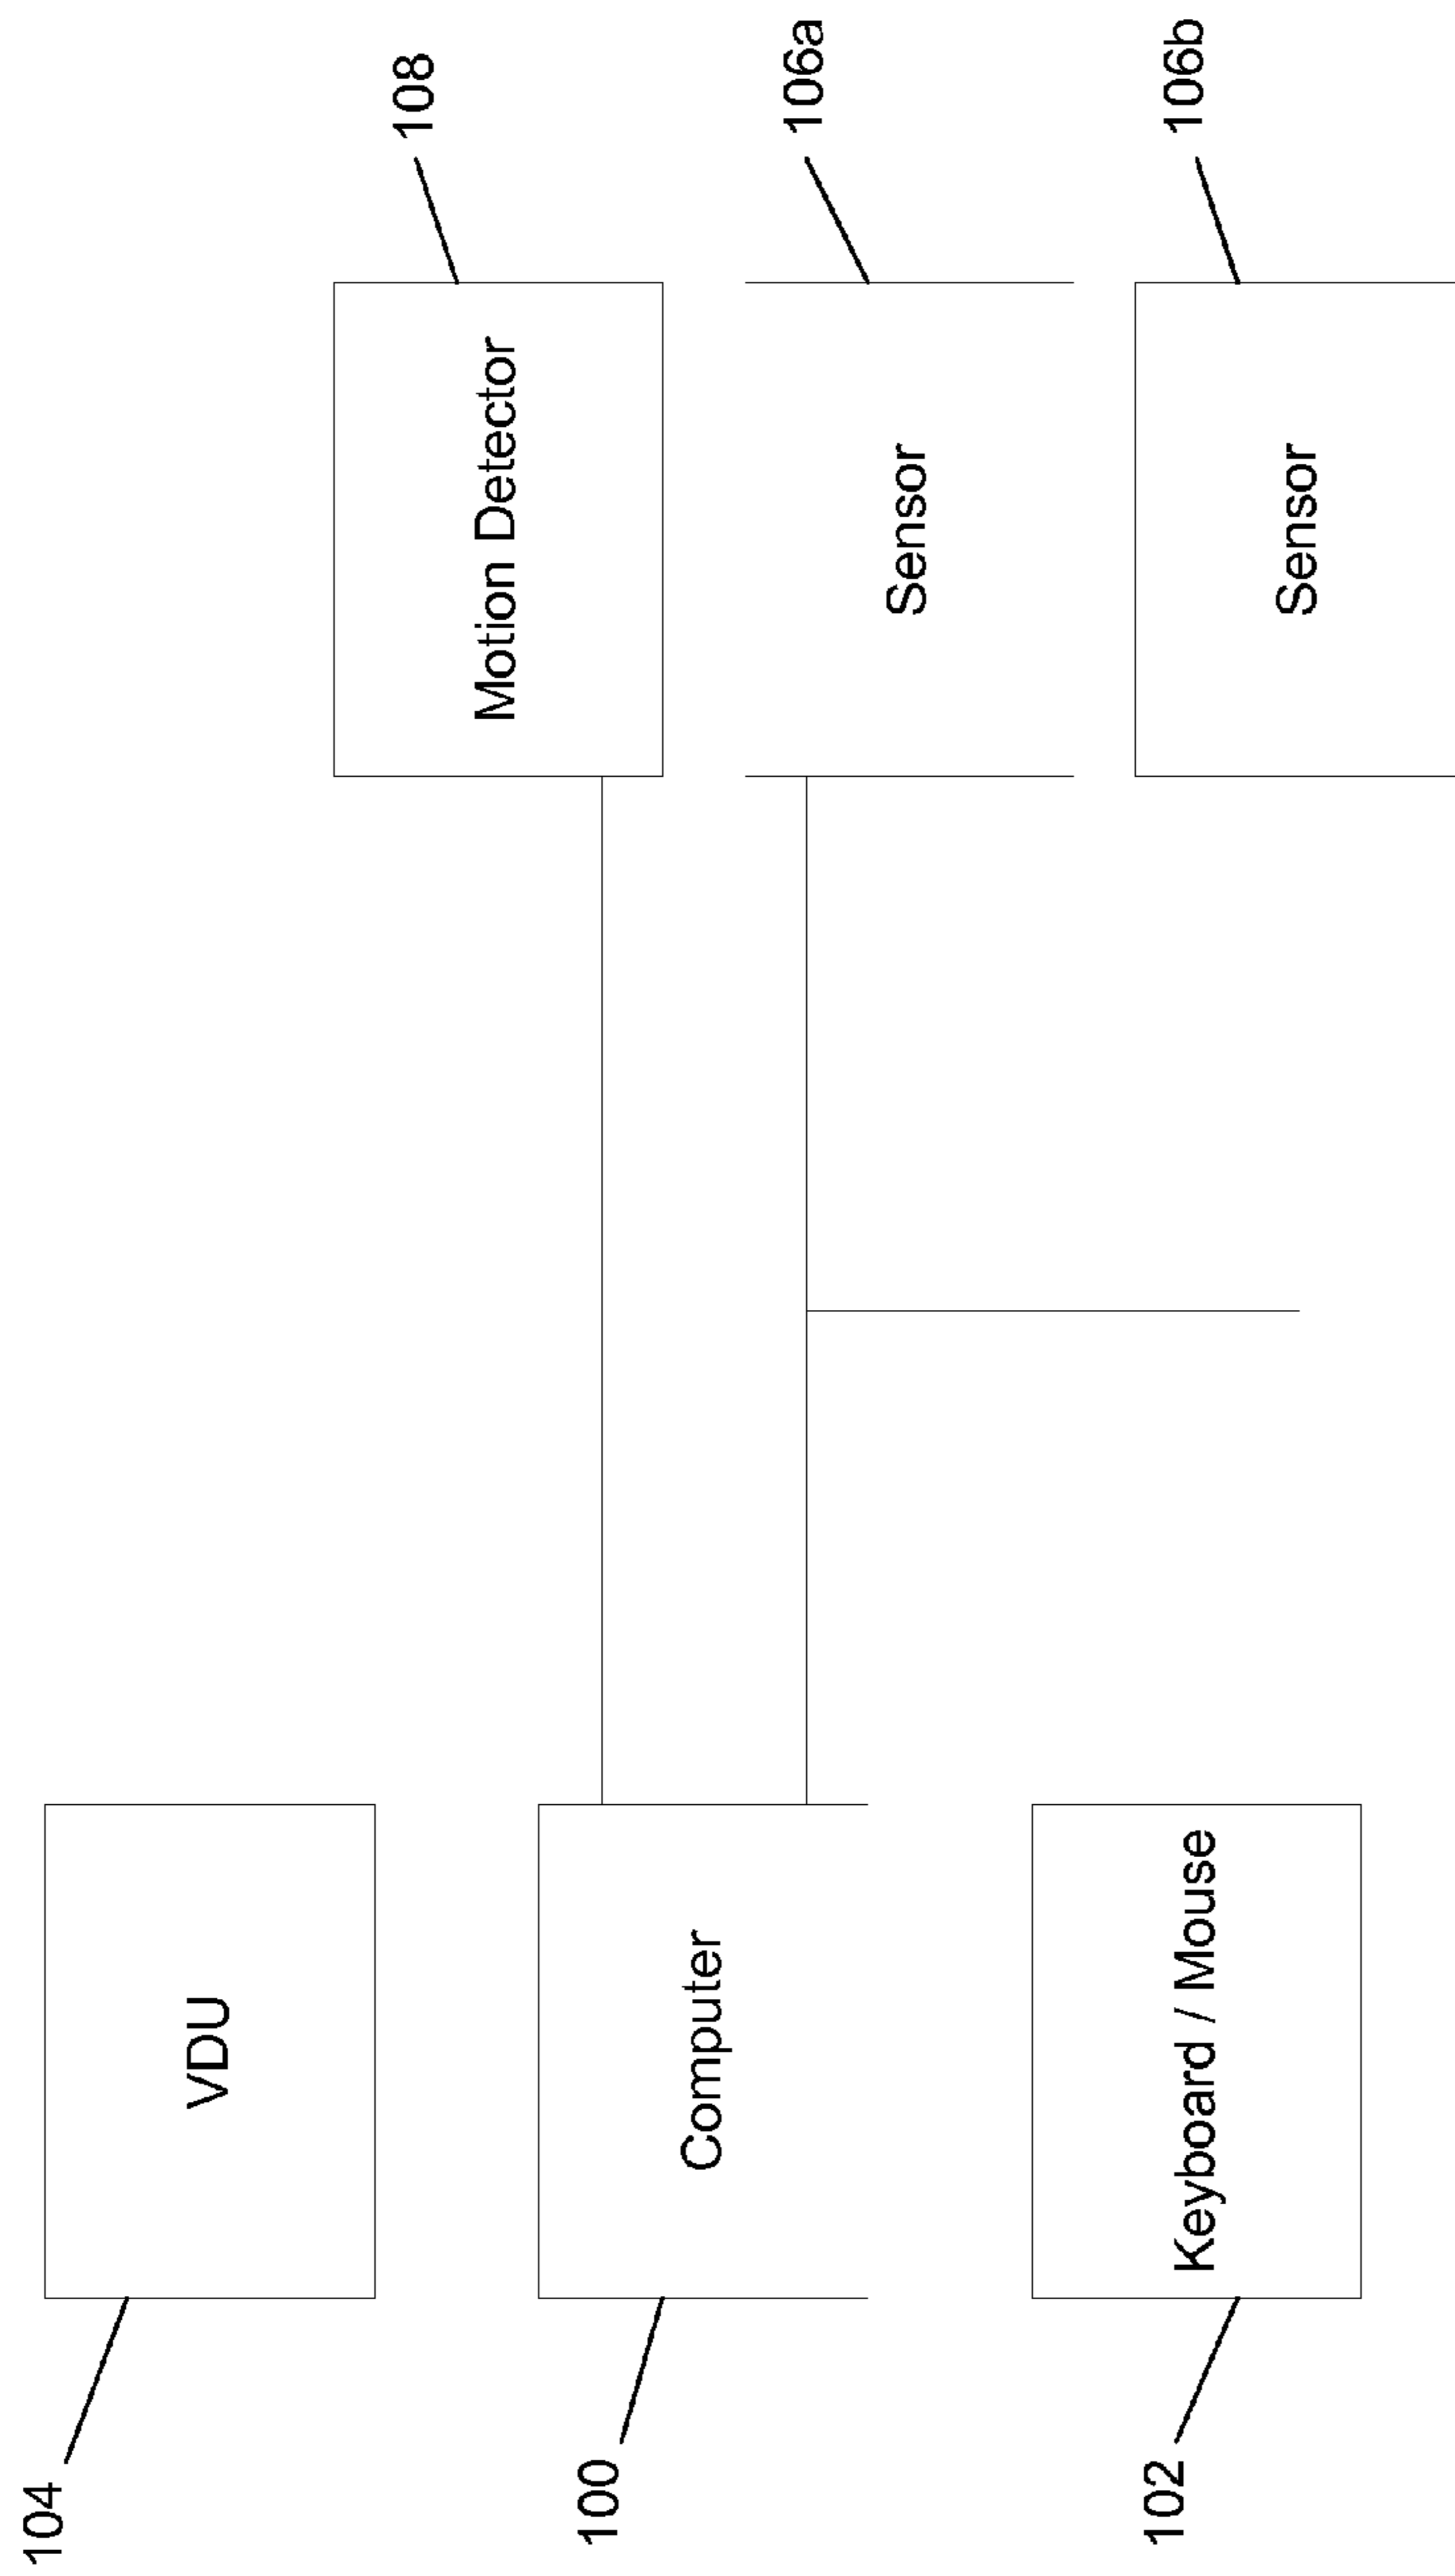 104
VDU
108
Motion Detector
100
Computer
106a
Sensor
102
Keyboard / Mouse
106b
Sensor